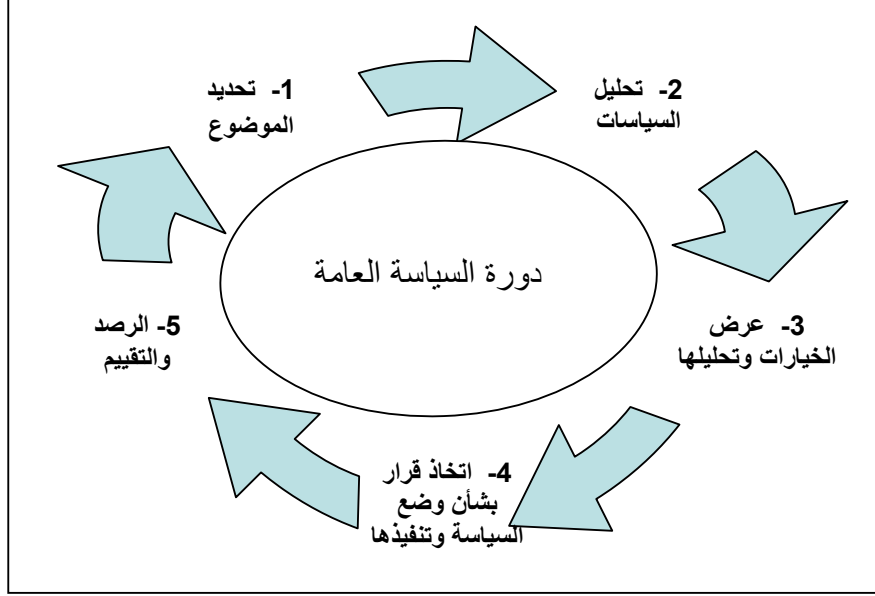 1- تحديد
الموضوع
2- تحليل
السياسات
3- عرض
الخيارات وتحليلها
4- اتخاذ قرار
بشأن وضع
السياسة وتنفيذها
5- الرصد
والتقييم
دورة السياسة العامة